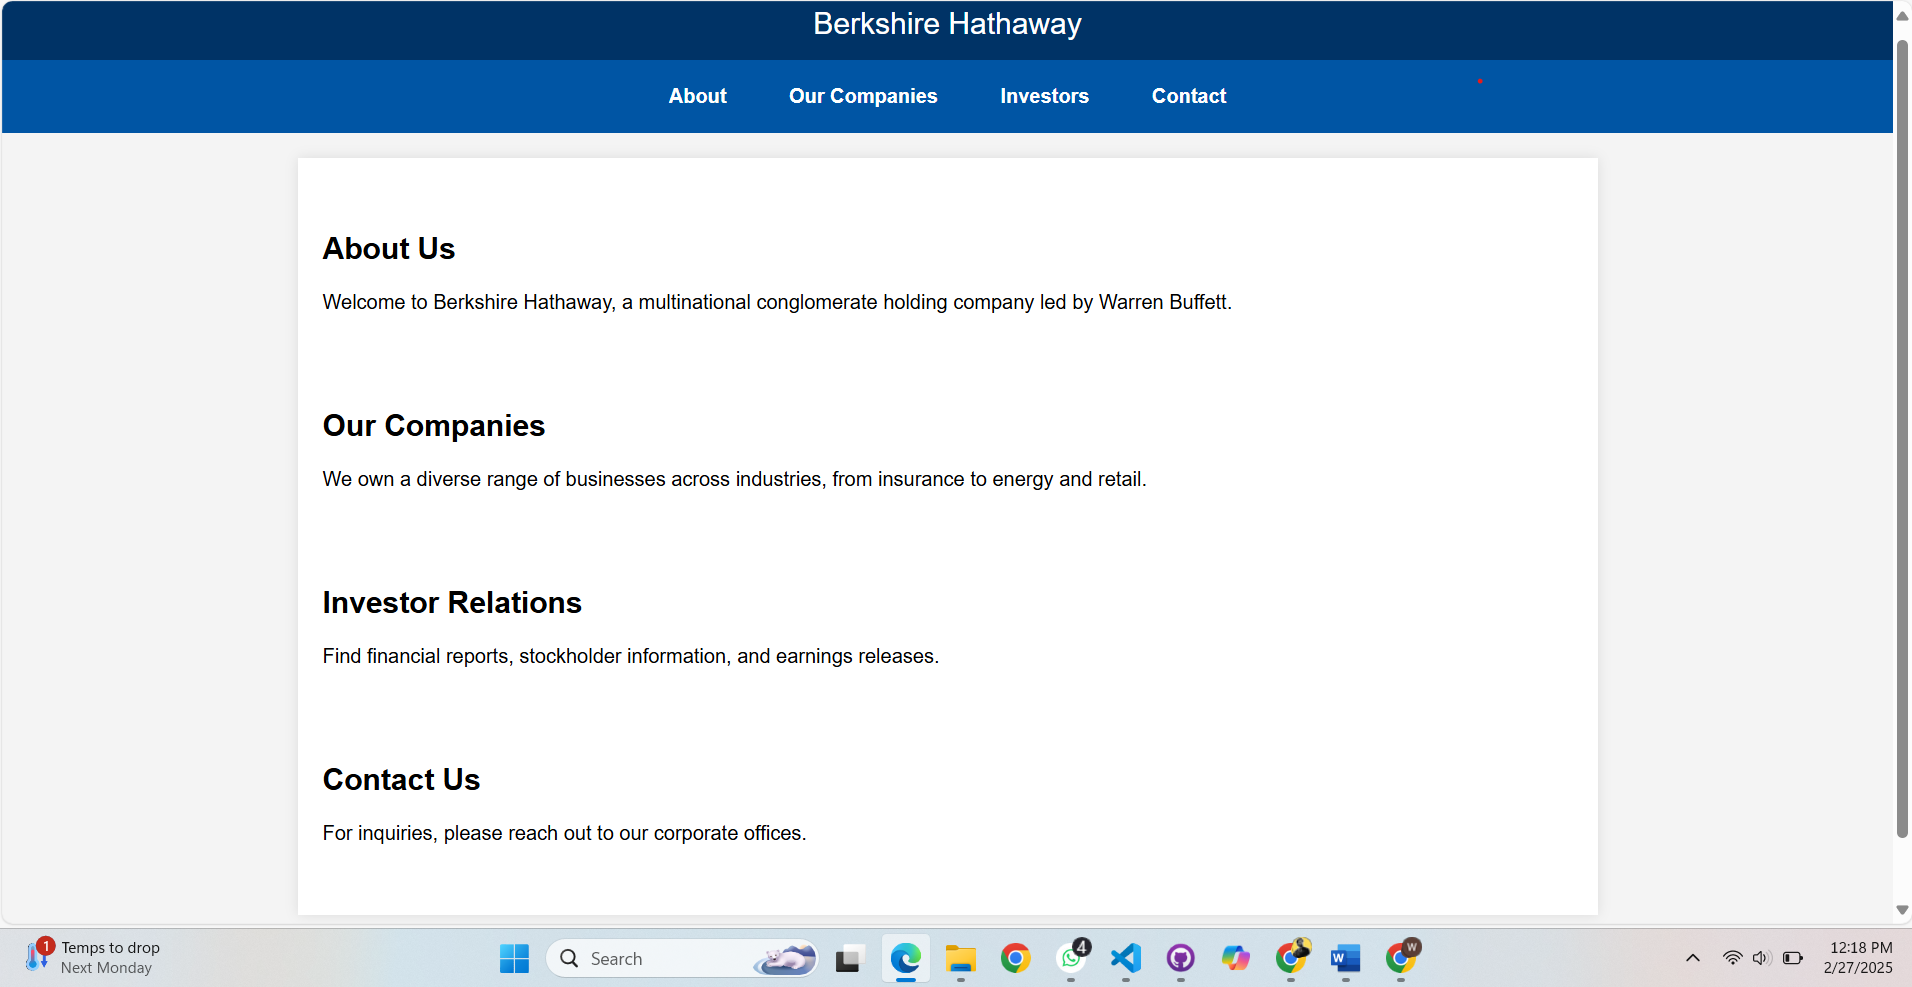 Berkshire Hathaway
About Our Companies Investors Contact
About Us
Welcome to Berkshire Hathaway, a multinational conglomerate holding company led by Warren Buffett.
Our Companies
We own a diverse range of businesses across industries, from insurance to energy and retail.
Investor Relations
Find financial reports, stockholder information, and earnings releases.
Contact Us
For inquiries, please reach out to our corporate offices.
1
Temps to drop
Next Monday
Search
4
W
W
12:18 PM
2/27/2025